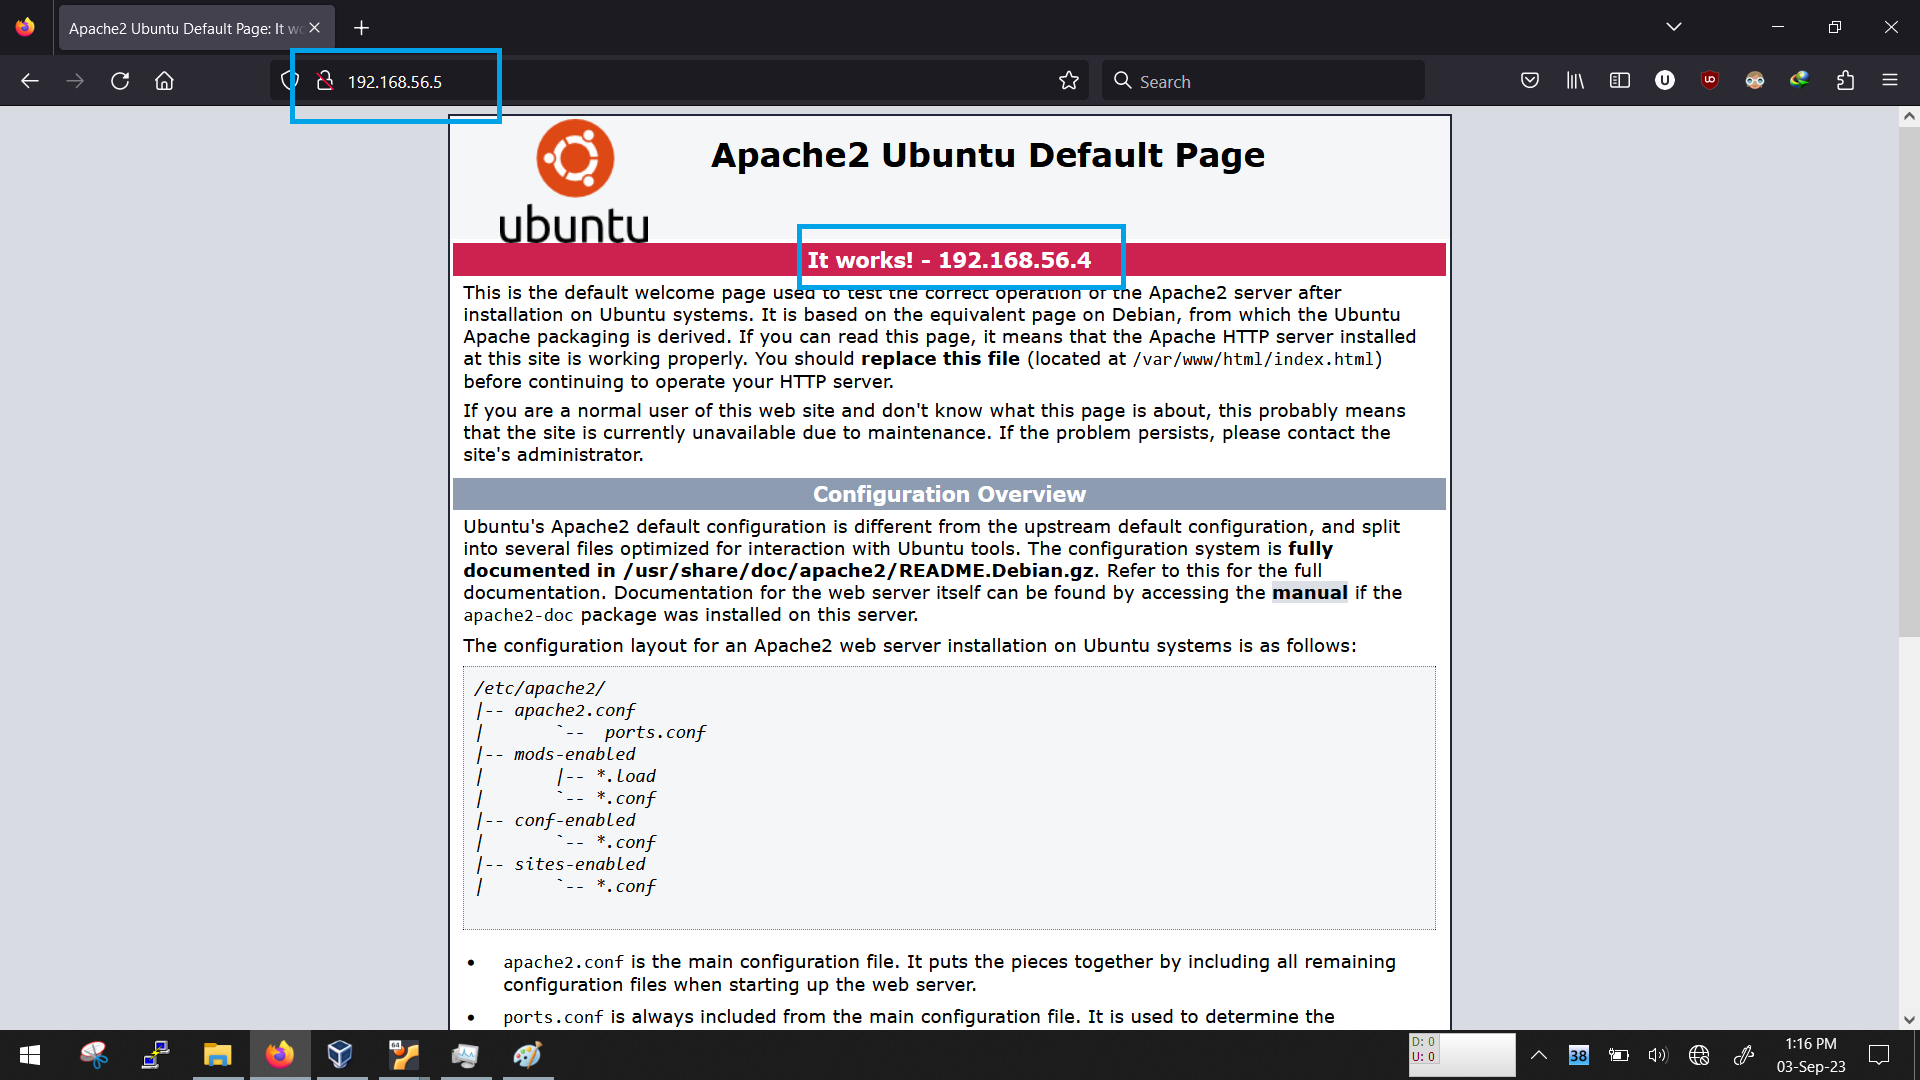 Apache2 Ubuntu Default Page: It wo
192.168.56.5
Search
ubuntu
Apache2 Ubuntu Default Page
It works! - 192.168.56.4
This is the default welcome page used to test the correct operation of the Apache2 server after
installation on Ubuntu systems. It is based on the equivalent page on Debian, from which the Ubuntu
Apache packaging is derived. If you can read this page, it means that the Apache HTTP server installed
at this site is working properly. You should replace this file (located at /var/www/html/index.html)
before continuing to operate your HTTP server.
If you are a normal user of this web site and don't know what this page is about, this probably means
that the site is currently unavailable due to maintenance. If the problem persists, please contact the
site's administrator.
Configuration Overview
Ubuntu's Apache2 default configuration is different from the upstream default configuration, and split
into several files optimized for interaction with Ubuntu tools. The configuration system is fully
documented in /usr/share/doc/apache2/README.Debian.gz. Refer to this for the full
documentation. Documentation for the web server itself can be found by accessing the manual if the
apache2-doc package was installed on this server.
The configuration layout for an Apache2 web server installation on Ubuntu systems is as follows:
/etc/apache2/
|-- apache2.conf
|       `--  ports.conf
|-- mods-enabled
|       |-- *.load
|       `-- *.conf
|-- conf-enabled
|       `-- *.conf
|-- sites-enabled
|       `-- *.conf
• apache2.conf is the main configuration file. It puts the pieces together by including all remaining
configuration files when starting up the web server.
• ports.conf is always included from the main configuration file. It is used to determine the
64
D: 0
U: 0
38
1:16 PM
03-Sep-23